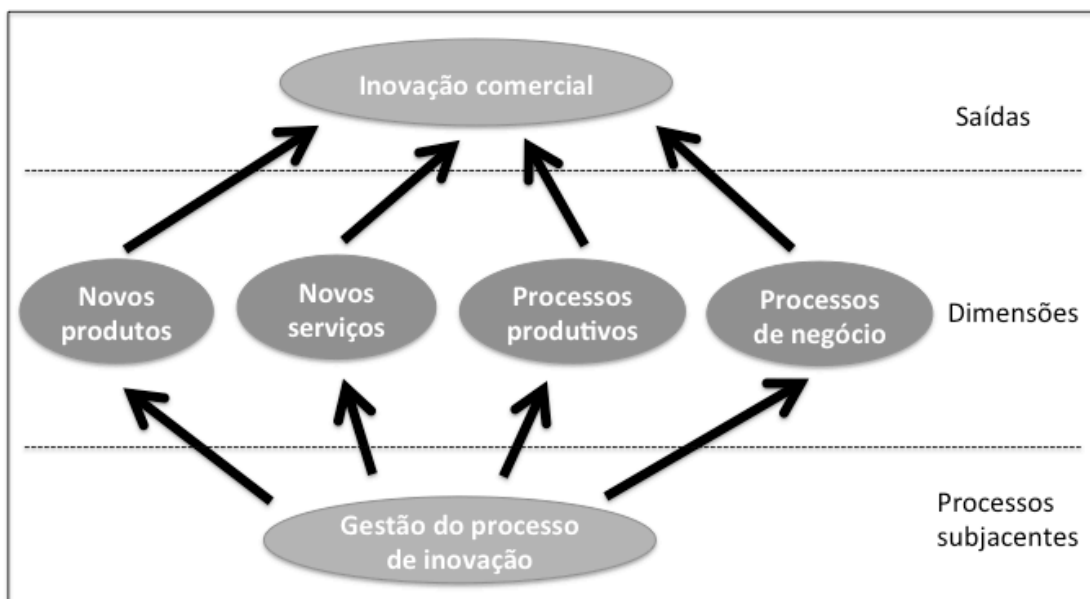 Inovação comercial
Saídas
Novos
produtos
Novos
serviços
Processos
produtivos
Processos
de negócio
Dimensões
Gestão do processo
de inovação
Processos
subjacentes